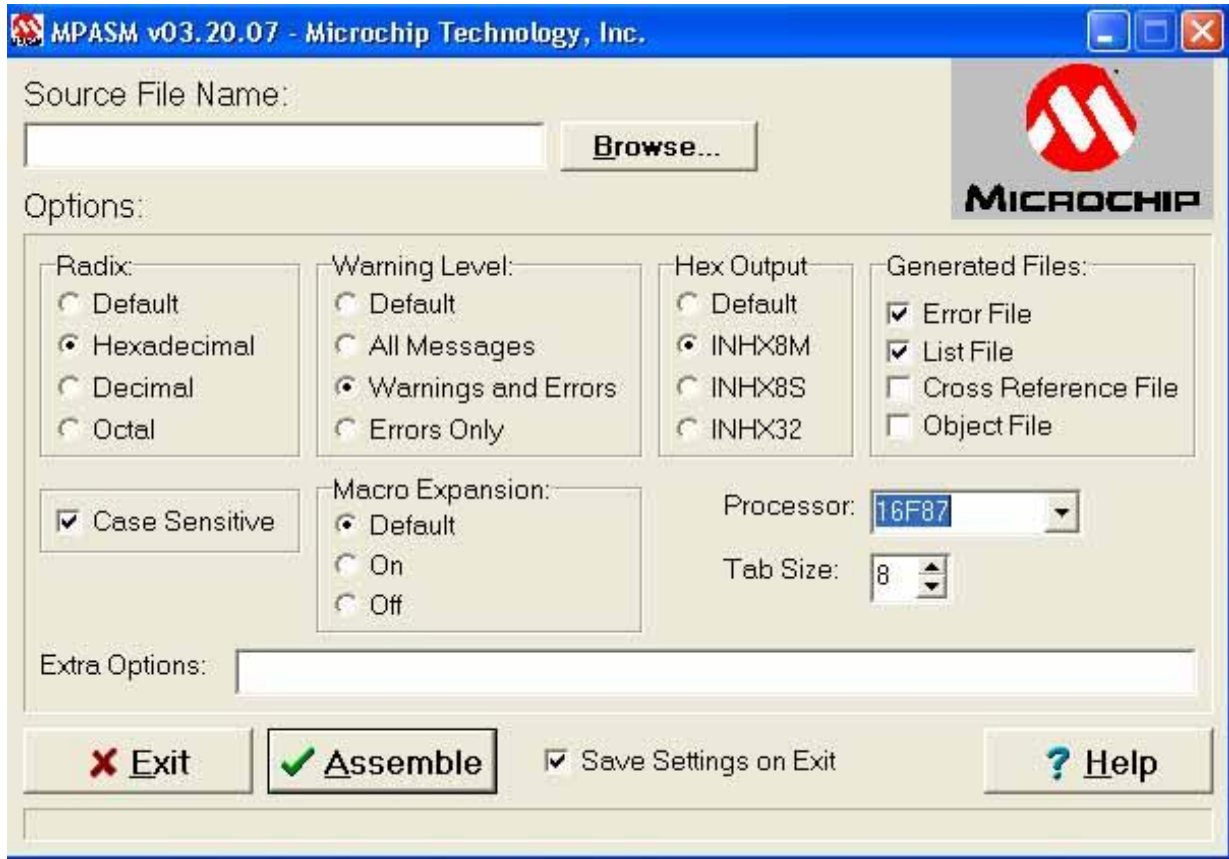 MPASM v03.20.07 - Microchip Technology, Inc.
Source File Name:
Browse...
MICROCHIP
Options:
Radix:
Default
Hexadecimal
Decimal
Octal
Warning Level:
Default
All Messages
Warnings and Errors
Errors Only
Hex Output
Default
INHX8M
INHX8S
INHX32
Generated Files:
Error File
List File
Cross Reference File
Object File
Case Sensitive
Macro Expansion:
Default
On
Off
Processor: 16F87
Tab Size: 8
Extra Options:
Exit
Assemble
Save Settings on Exit
? Help